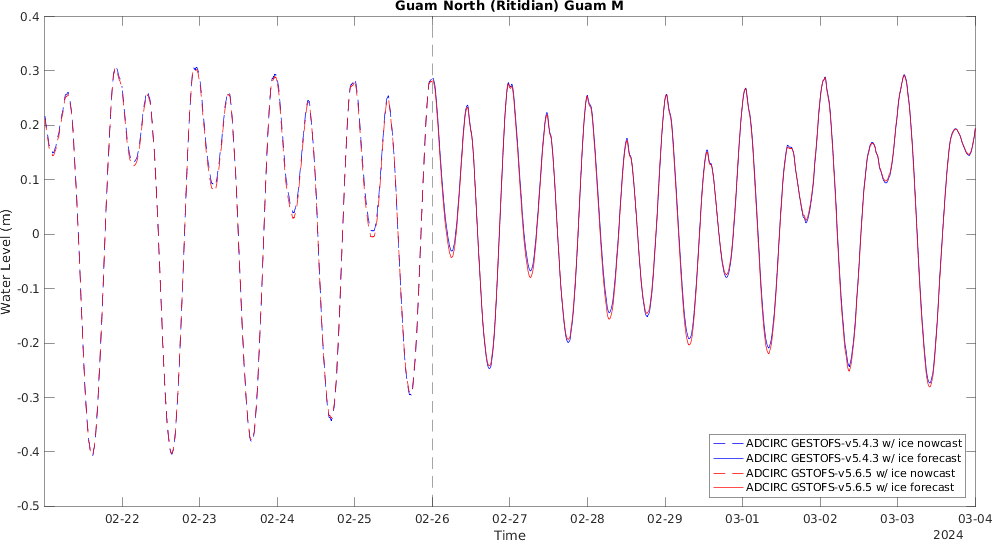 Guam North (Ritidian) Guam M
0.4
0.3
0.2
0.1
0
-0.1
-0.2
-0.3
-0.4
-0.5
Water Level (m)
ADCIRC GESTOFS-v5.4.3 w/ ice nowcast
ADCIRC GESTOFS-v5.4.3 w/ ice forecast
ADCIRC GSTOFS-v5.6.5 w/ ice nowcast
ADCIRC GSTOFS-v5.6.5 w/ ice forecast
02-22 02-23 02-24 02-25 02-26 02-27 02-28 02-29 03-01 03-02 03-03 03-04
Time
2024